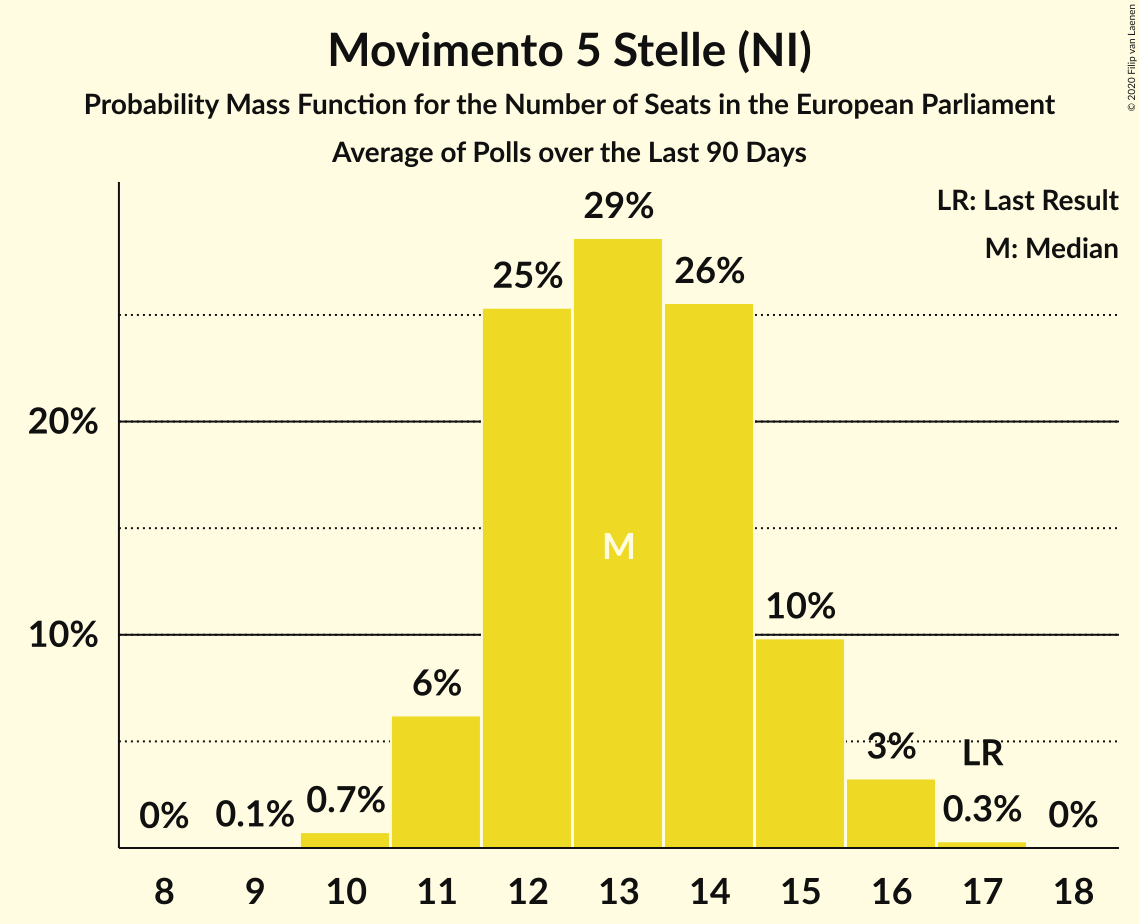 Movimento 5 Stelle (NI)
Probability Mass Function for the Number of Seats in the European Parliament
Average of Polls over the Last 90 Days
© 2020 Filip van Laenen
LR: Last Result
M: Median
29%
25%
26%
20%
M
10%
10%
6%
3%
LR
0%
0.1%
0.7%
0.3%
0%
8 9 10 11 12 13 14 15 16 17 18